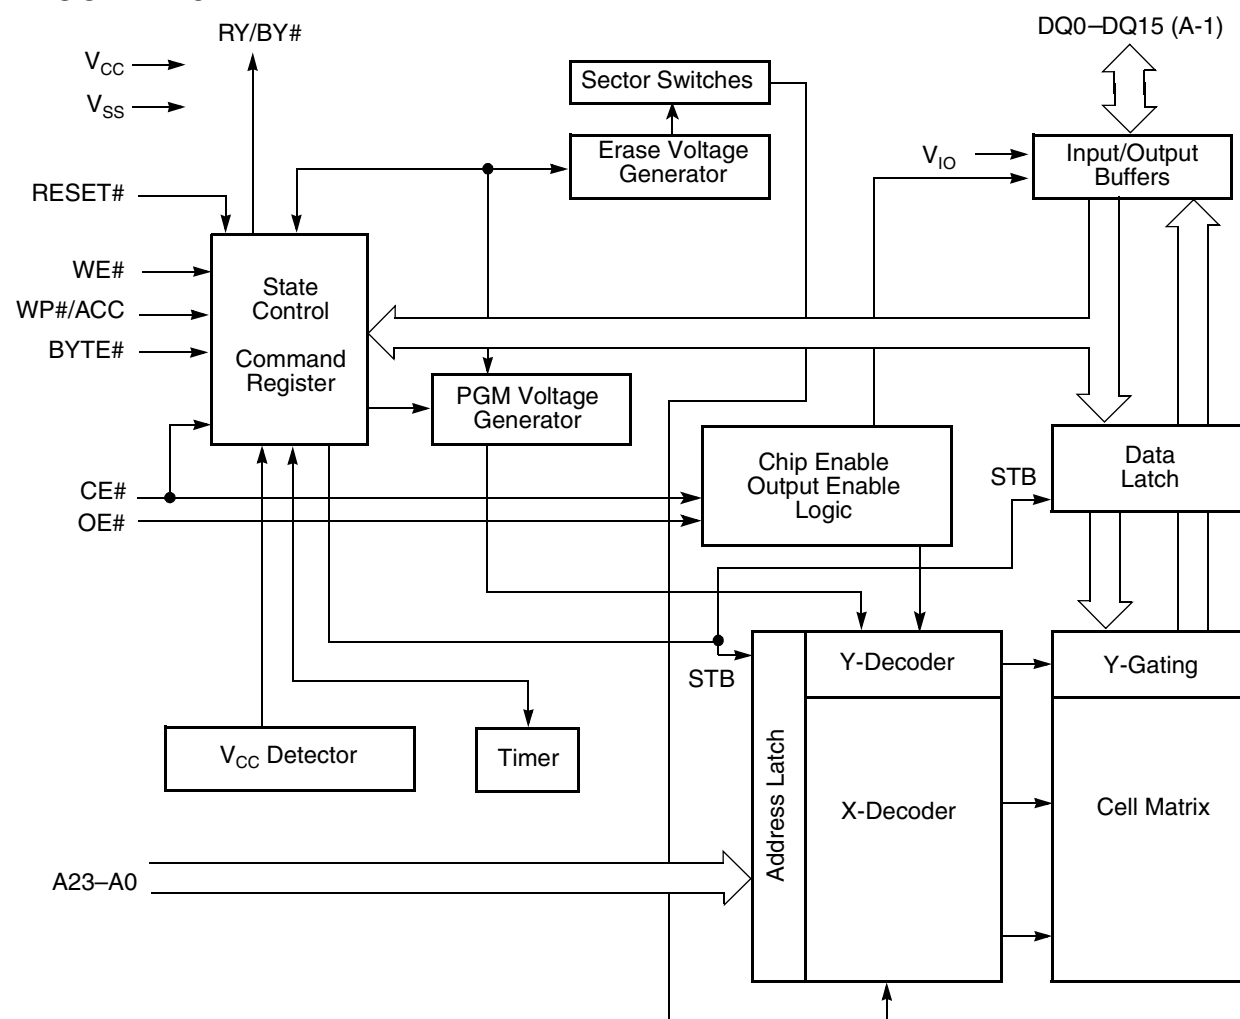 RY/BY#
DQ0–DQ15 (A-1)
VCC
VSS
Sector Switches
Erase Voltage
Generator
VIO
Input/Output
Buffers
RESET#
WE#
WP#/ACC
BYTE#
State
Control
Command
Register
PGM Voltage
Generator
Chip Enable
Output Enable
Logic
STB
Data
Latch
CE#
OE#
STB
Y-Decoder
Y-Gating
VCC Detector
Timer
Address Latch
X-Decoder
Cell Matrix
A23–A0